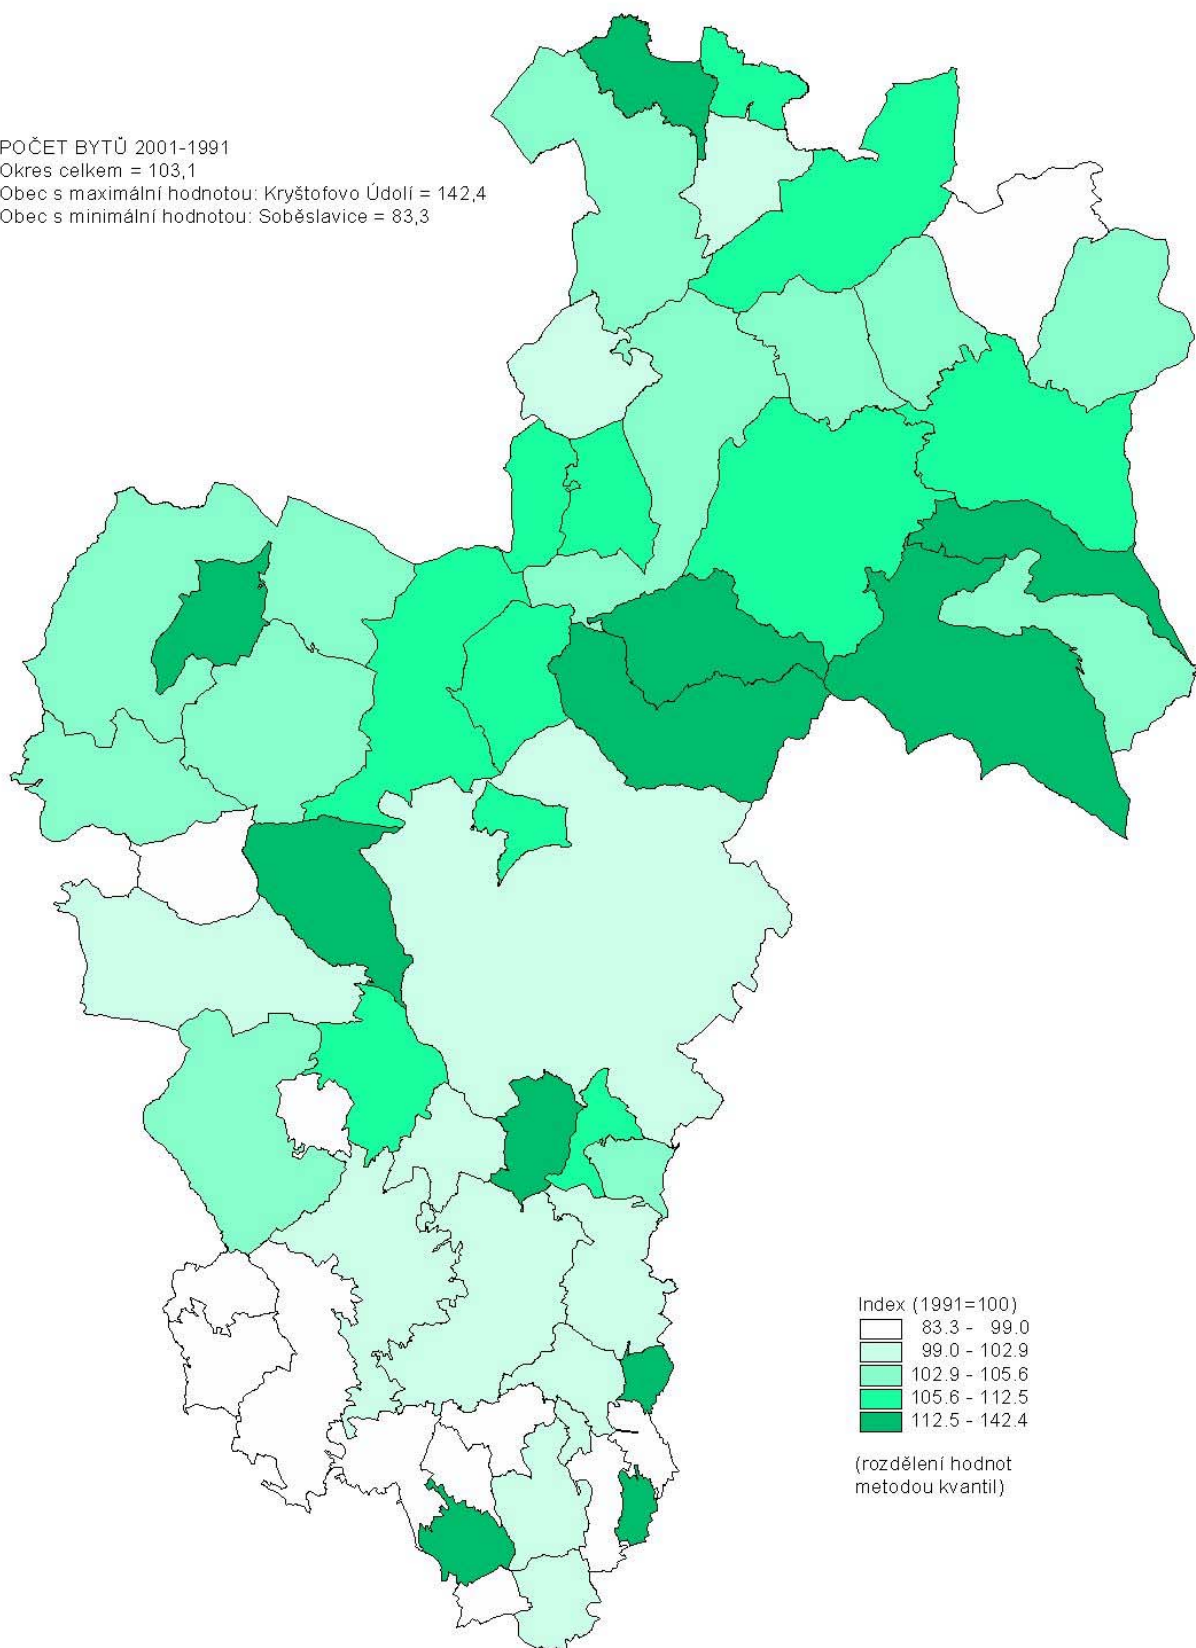 POČET BYTŮ 2001-1991
Okres celkem = 103,1
Obec s maximální hodnotou: Kryštofovo Údolí = 142,4
Obec s minimální hodnotou: Soběslavice = 83,3
Index (1991=100)
83.3 - 99.0
99.0 - 102.9
102.9 - 105.6
105.6 - 112.5
112.5 - 142.4
(rozdělení hodnot
metodou kvantil)